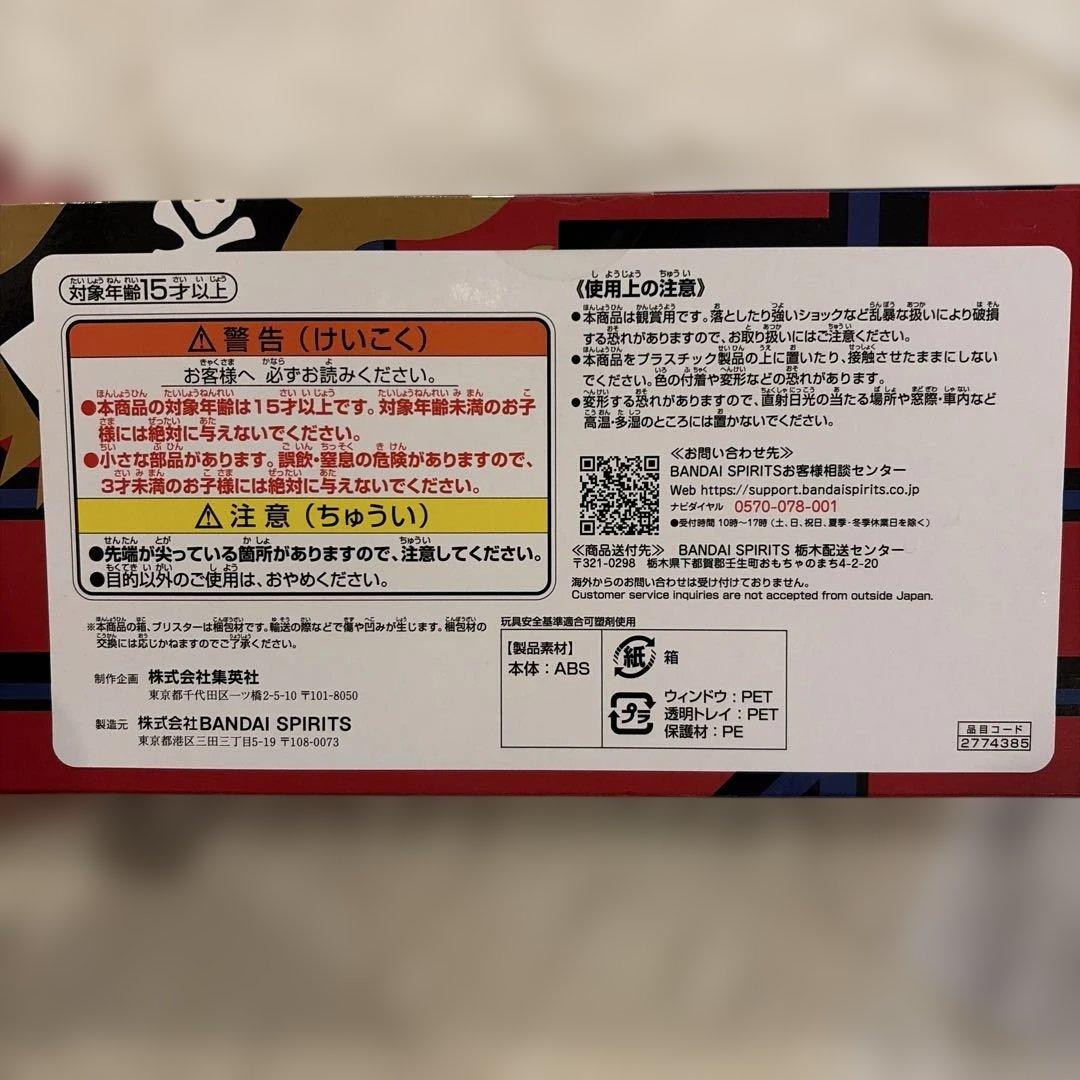 対象年齢15才以上
⚠警告（けいこく）
お客様へ 必ずお読みください。
●本商品の対象年齢は15才以上です。対象年齢未満のお子
様には絶対に与えないでください。
●小さな部品があります。誤飲・窒息の危険がありますので、
3才未満のお子様には絶対に与えないでください。
⚠注意（ちゅうい）
●先端が尖っている箇所がありますので、注意してください。
●目的以外のご使用は、おやめください。
※本商品の箱、ブリスターは梱包材です。輸送の際などで傷や凹みが生じます。梱包材の
交換には応じかねますのでご了承ください。
制作企画 株式会社集英社
東京都千代田区一ツ橋2-5-10 〒101-8050
製造元 株式会社BANDAI SPIRITS
東京都港区三田三丁目5-19 〒108-0073
《使用上の注意》
●本商品は観賞用です。落としたり強いショックなど乱暴な扱いにより破損
する恐れがありますので、お取り扱いにはご注意ください。
●本商品をプラスチック製品の上に置いたり、接触させたままにしない
でください。色の付着や変形などの恐れがあります。
●変形する恐れがありますので、直射日光の当たる場所や窓際・車内など
高温・多湿のところには置かないでください。
≪お問い合わせ先≫
BANDAI SPIRITSお客様相談センター
Web https://support.bandaispirits.co.jp
ナビダイヤル 0570-078-001
●受付時間 10時〜17時（土、日、祝日、夏季・冬季休業日を除く）
≪商品送付先≫ BANDAI SPIRITS 栃木配送センター
〒321-0298 栃木県下都賀郡壬生町おもちゃのまち4-2-20
海外からのお問い合わせは受け付けておりません。
Customer service inquiries are not accepted from outside Japan.
玩具安全基準適合可塑剤使用
【製品素材】
本体：ABS
紙 箱
プラ
ウィンドウ：PET
透明トレイ：PET
保護材：PE
品目コード
2774385